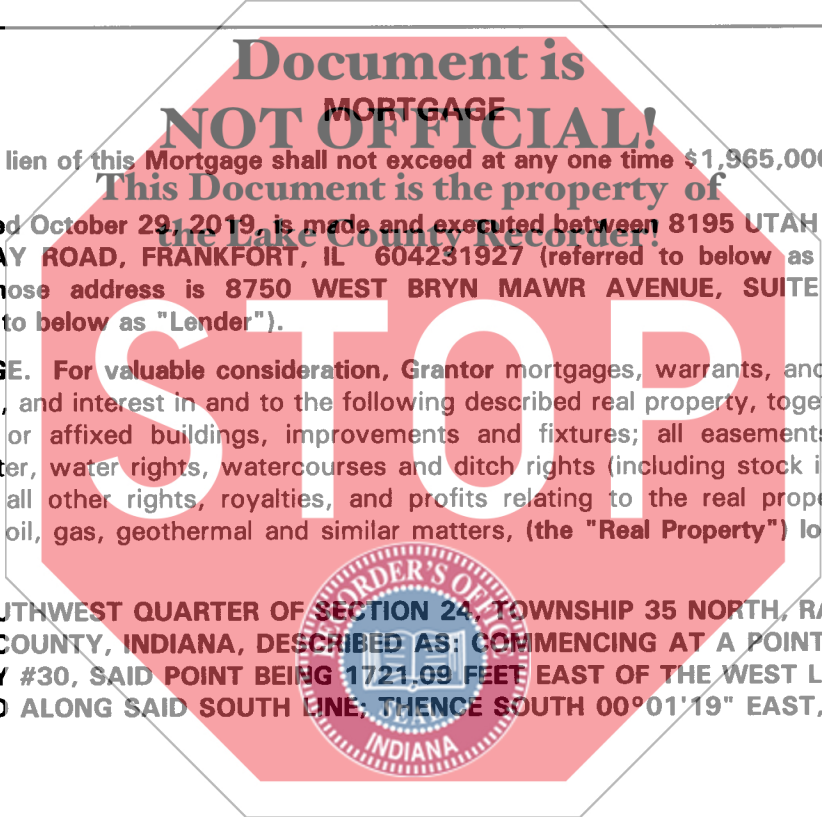 Document is
MORTGAGE
NOT OFFICIAL!
lien of this Mortgage shall not exceed at any one time $1,965,000
This Document is the property of
ed October 29, 2019, is made and executed between 8195 UTAH
the Lake County Recorder!
AY ROAD, FRANKFORT, IL 604231927 (referred to below as
hose address is 8750 WEST BRYN MAWR AVENUE, SUITE
to below as "Lender").
STOP
GE. For valuable consideration, Grantor mortgages, warrants, and
, and interest in and to the following described real property, toge
or affixed buildings, improvements and fixtures; all easements
ter, water rights, watercourses and ditch rights (including stock i
all other rights, royalties, and profits relating to the real prope
oil, gas, geothermal and similar matters, (the "Real Property") lo
ORDER'S OF
UTHWEST QUARTER OF SECTION 24, TOWNSHIP 35 NORTH, RA
COUNTY, INDIANA, DESCRIBED AS: COMMENCING AT A POINT
Y #30, SAID POINT BEING 1721.09 FEET EAST OF THE WEST L
D ALONG SAID SOUTH LINE; THENCE SOUTH 00°01'19" EAST,
INDIANA